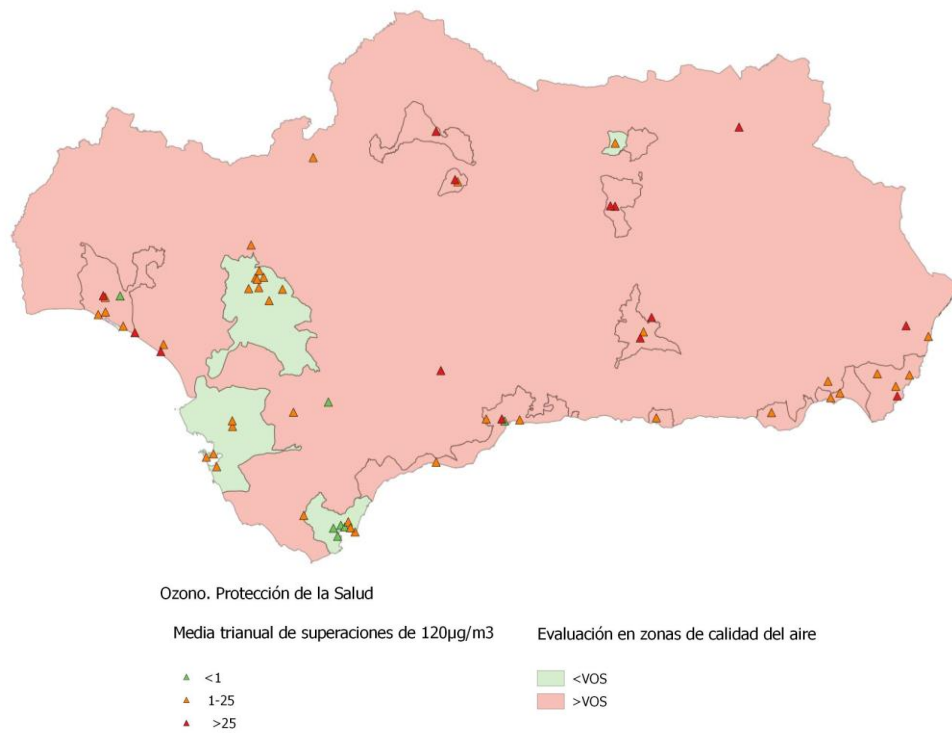 Ozono. Protección de la Salud
Media trianual de superaciones de 120µg/m3
Evaluación en zonas de calidad del aire
<1
1-25
>25
<VOS
>VOS